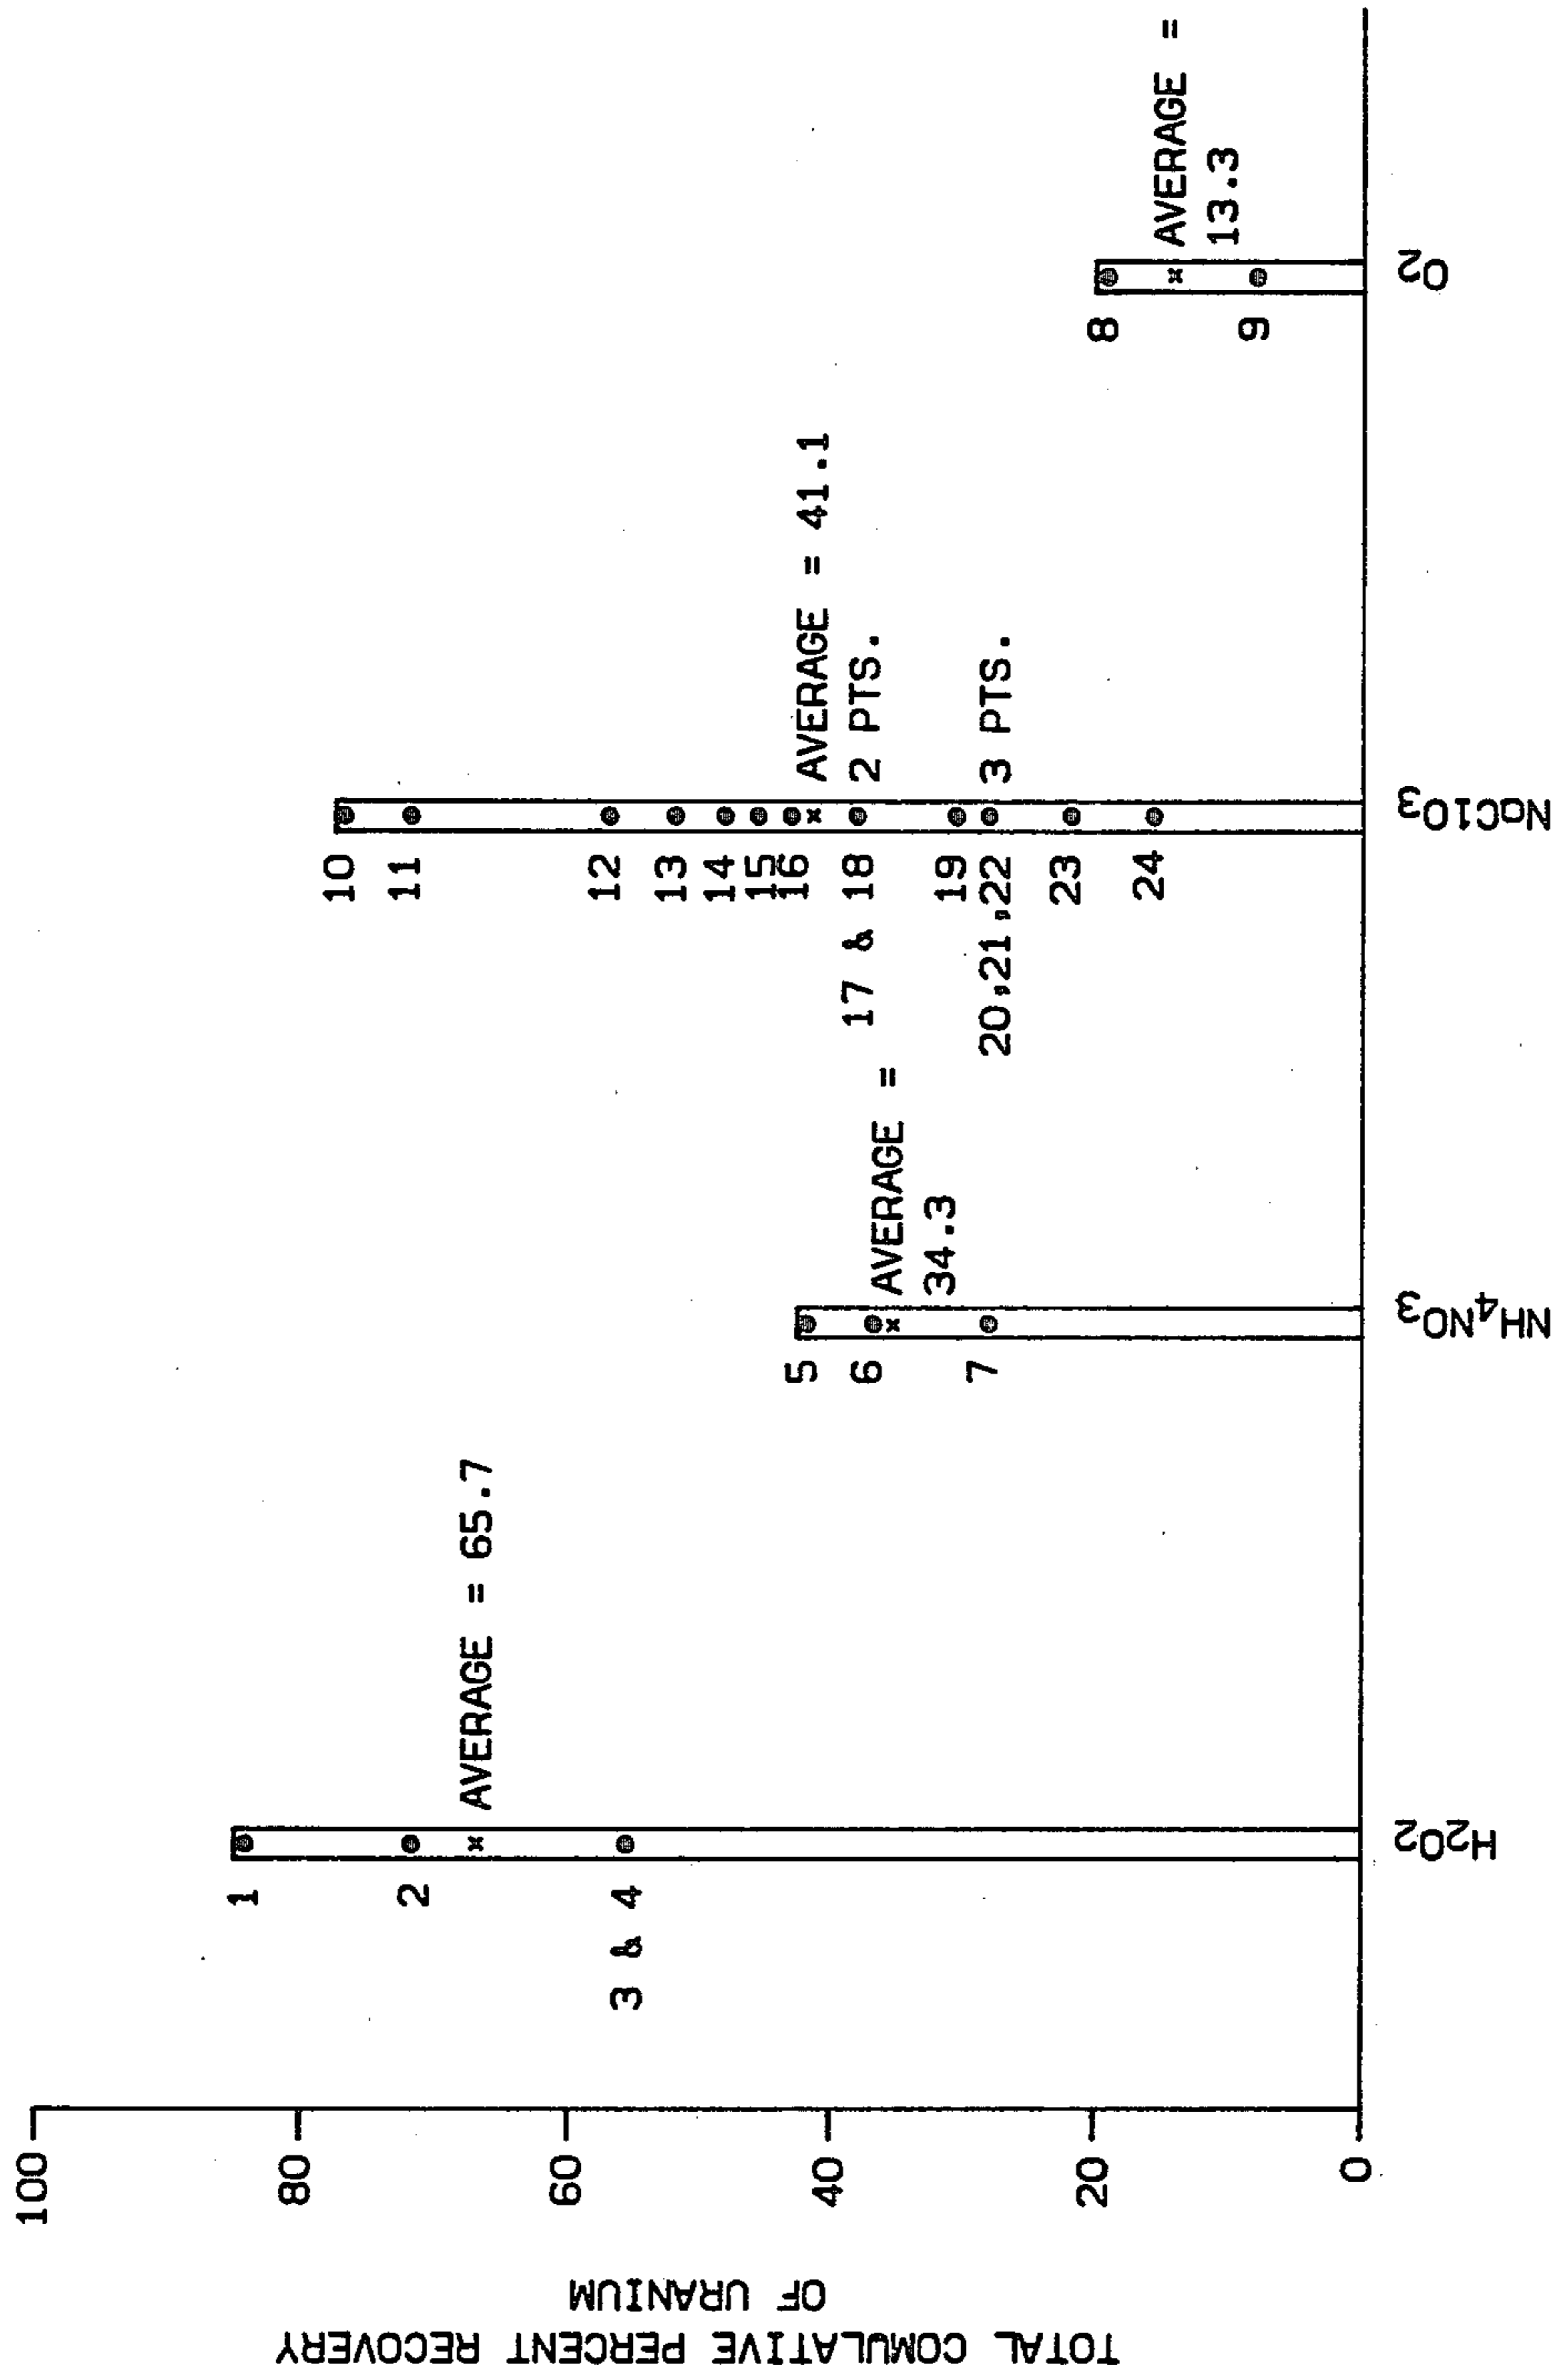 TOTAL COMULATIVE PERCENT RECOVERY
OF URANIUM
100
80
60
40
20
0
1
2
3 & 4
AVERAGE = 65.7
H2O2
5
6
7
AVERAGE =
34.3
NH4NO3
10
11
12
13
14
15
16
17 & 18
19
20,21,22
23
24
AVERAGE = 41.1
2 PTS.
3 PTS.
NaClO3
8
9
AVERAGE =
13.3
O2